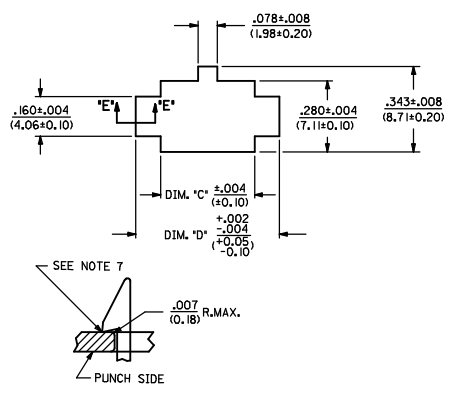 .078±.008
(1.98±0.20)
.160±.004
(4.06±0.10)
"E" "E"
.280±.004
(7.11±0.10)
.343±.008
(8.71±0.20)
DIM. "C" ±.004
(±0.10)
DIM. "D" +.002
-.004
(+0.05
-0.10)
SEE NOTE 7
.007
(0.18) R.MAX.
PUNCH SIDE